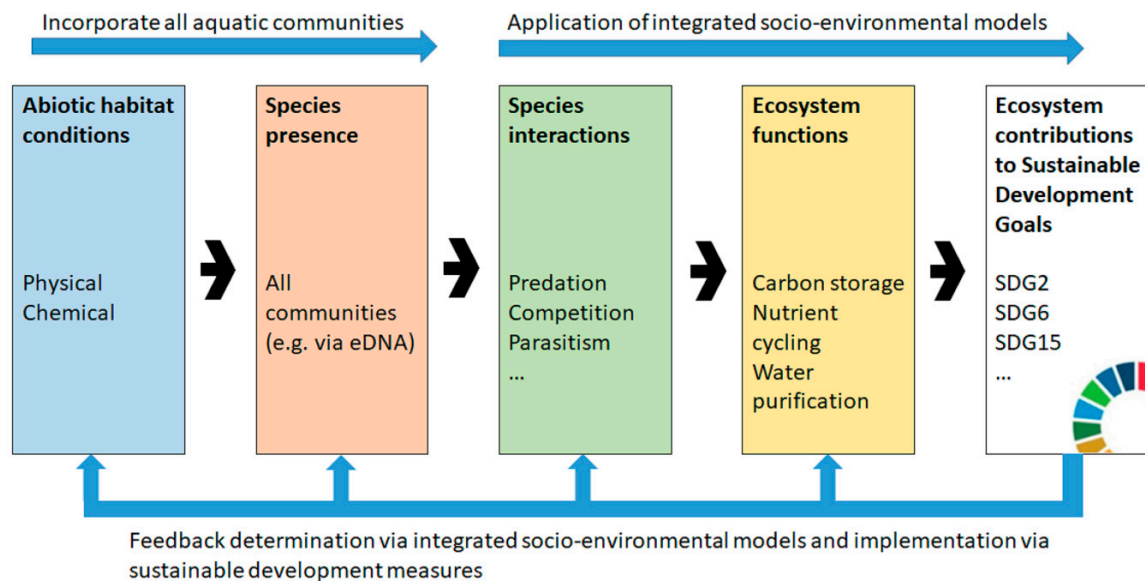 Incorporate all aquatic communities
Application of integrated socio-environmental models
Abiotic habitat
conditions
Physical
Chemical
Species
presence
All
communities
(e.g. via eDNA)
Species
interactions
Predation
Competition
Parasitism
...
Ecosystem
functions
Carbon storage
Nutrient
cycling
Water
purification
Ecosystem
contributions
to Sustainable
Development
Goals
SDG2
SDG6
SDG15
...
Feedback determination via integrated socio-environmental models and implementation via
sustainable development measures